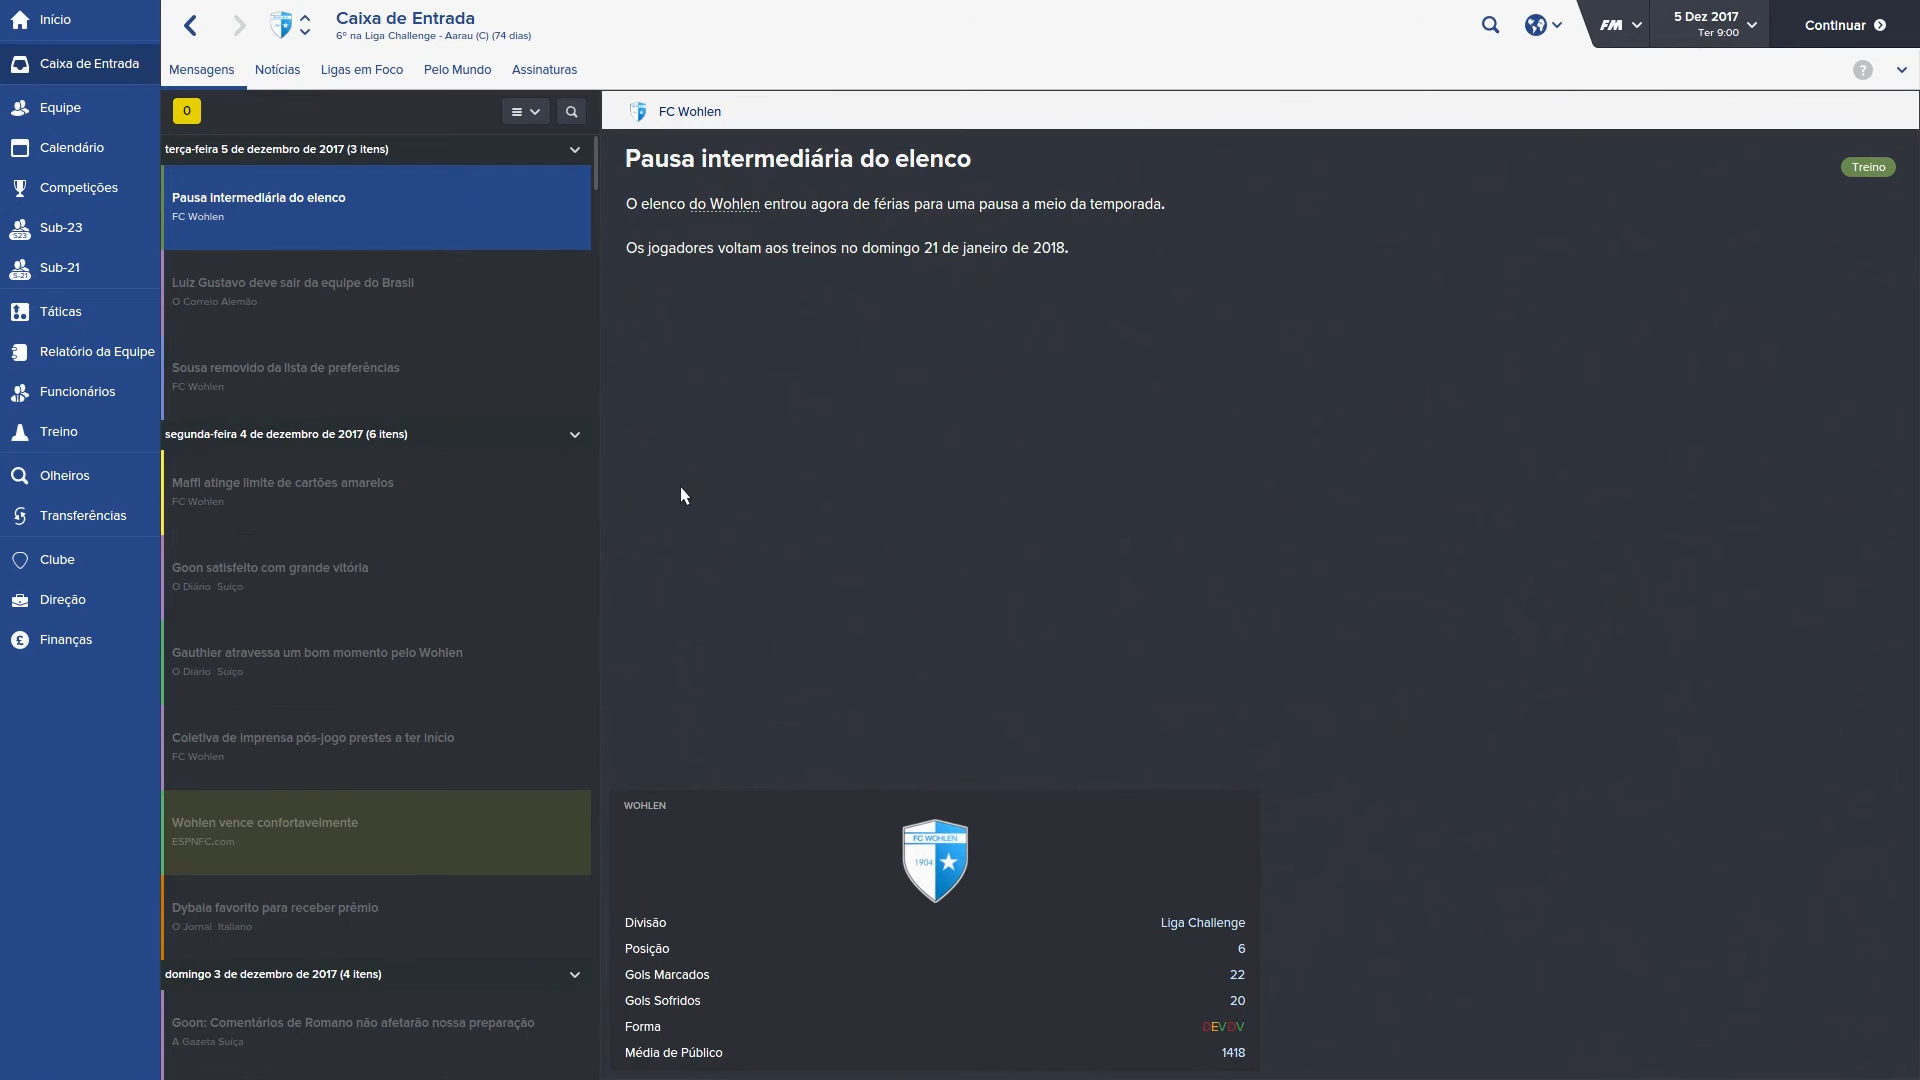 Início
Caixa de Entrada
Equipe
Calendário
Competições
Sub-23
Sub-21
Táticas
Relatório da Equipe
Funcionários
Treino
Olheiros
Transferências
Clube
Direção
Finanças
Caixa de Entrada
6º na Liga Challenge - Aarau (C) (74 dias)
FM
5 Dez 2017
Ter 9:00
Continuar
Mensagens Notícias Ligas em Foco Pelo Mundo Assinaturas
?
0
terça-feira 5 de dezembro de 2017 (3 itens)
Pausa intermediária do elenco
FC Wohlen
Luiz Gustavo deve sair da equipe do Brasil
O Correio Alemão
Sousa removido da lista de preferências
FC Wohlen
segunda-feira 4 de dezembro de 2017 (6 itens)
Maffi atinge limite de cartões amarelos
FC Wohlen
Goon satisfeito com grande vitória
O Diário Suíço
Gauthier atravessa um bom momento pelo Wohlen
O Diário Suíço
Coletiva de imprensa pós-jogo prestes a ter início
FC Wohlen
Wohlen vence confortavelmente
ESPNFC.com
Dybala favorito para receber prêmio
O Jornal Italiano
domingo 3 de dezembro de 2017 (4 itens)
Goon: Comentários de Romano não afetarão nossa preparação
A Gazeta Suíça
FC Wohlen
Pausa intermediária do elenco
Treino
O elenco do Wohlen entrou agora de férias para uma pausa a meio da temporada.
Os jogadores voltam aos treinos no domingo 21 de janeiro de 2018.
WOHLEN
FC WOHLEN
1904
Divisão Liga Challenge
Posição 6
Gols Marcados 22
Gols Sofridos 20
Forma DEVDV
Média de Público 1418